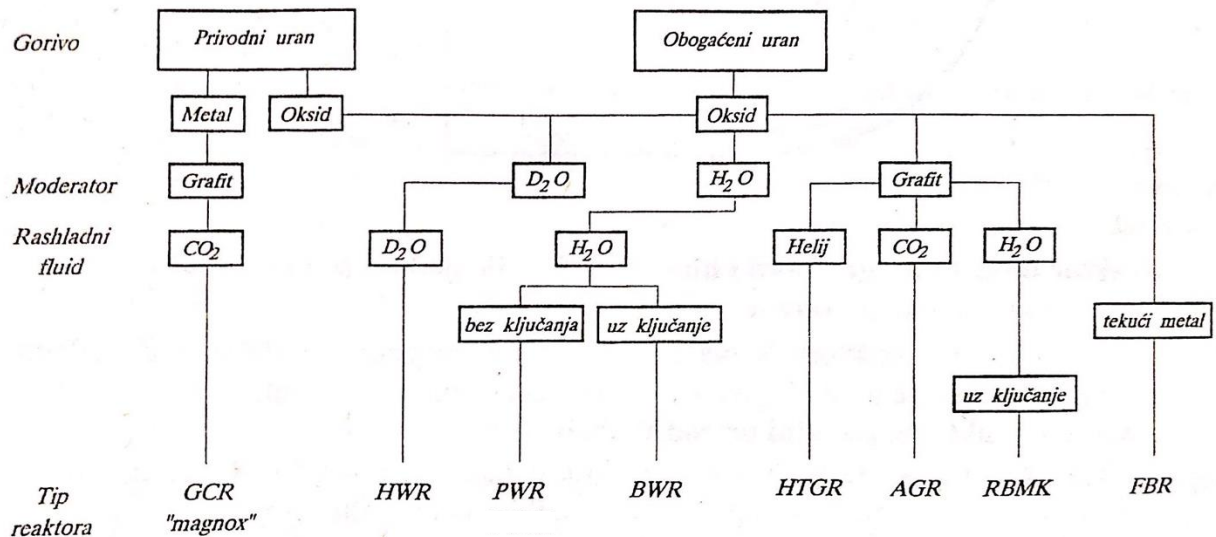 Gorivo
Prirodni uran
Obogaćeni uran
Metal
Oksid
Oksid
Moderator
Grafit
D₂O
H₂O
Grafit
Rashladni
fluid
CO₂
D₂O
H₂O
Helij
CO₂
H₂O
bez ključanja
uz ključanje
tekući metal
uz ključanje
Tip
reaktora
GCR
"magnox"
HWR
PWR
BWR
HTGR
AGR
RBMK
FBR